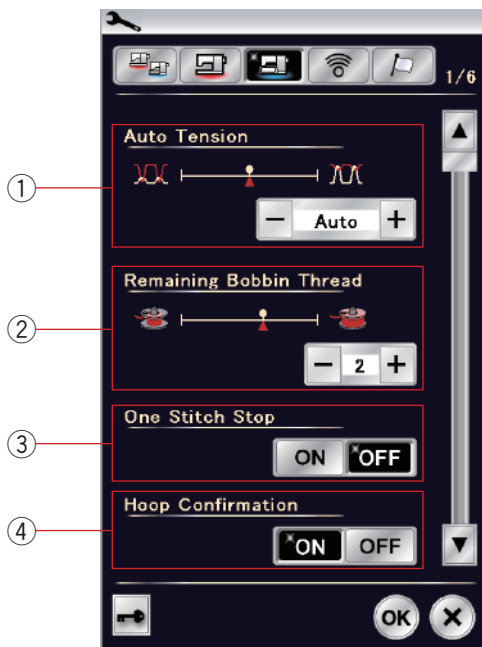 1/6
1
Auto Tension
− Auto +
2
Remaining Bobbin Thread
− 2 +
3
One Stitch Stop
ON OFF
4
Hoop Confirmation
ON OFF
OK X